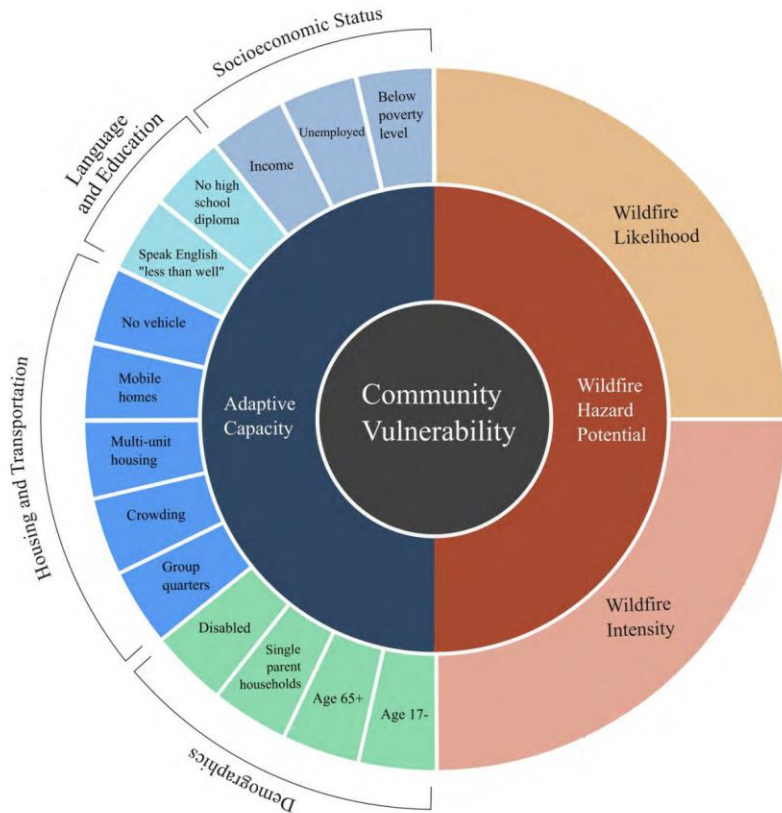 Socioeconomic Status
Language
and Education
Housing and Transportation
Demographics
Below
poverty
level
Unemployed
Income
No high
school
diploma
Speak English
"less than well"
No vehicle
Mobile
homes
Multi-unit
housing
Crowding
Group
quarters
Disabled
Single
parent
households
Age 65+
Age 17-
Adaptive
Capacity
Community
Vulnerability
Wildfire
Hazard
Potential
Wildfire
Likelihood
Wildfire
Intensity